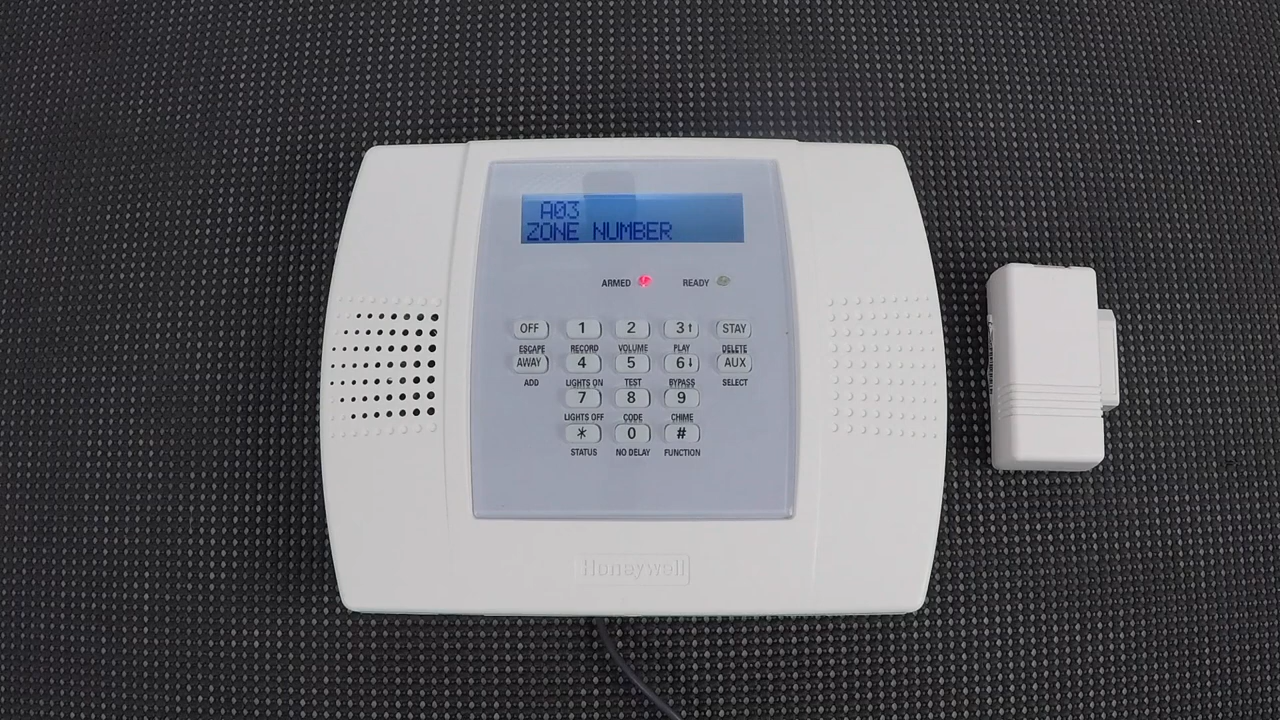 A03
ZONE NUMBER
ARMED READY
OFF 1 2 3↑ STAY
ESCAPE RECORD VOLUME PLAY DELETE
AWAY 4 5 6↓ AUX
ADD LIGHTS ON TEST BYPASS SELECT
7 8 9
LIGHTS OFF CODE CHIME
* 0 #
STATUS NO DELAY FUNCTION
Honeywell